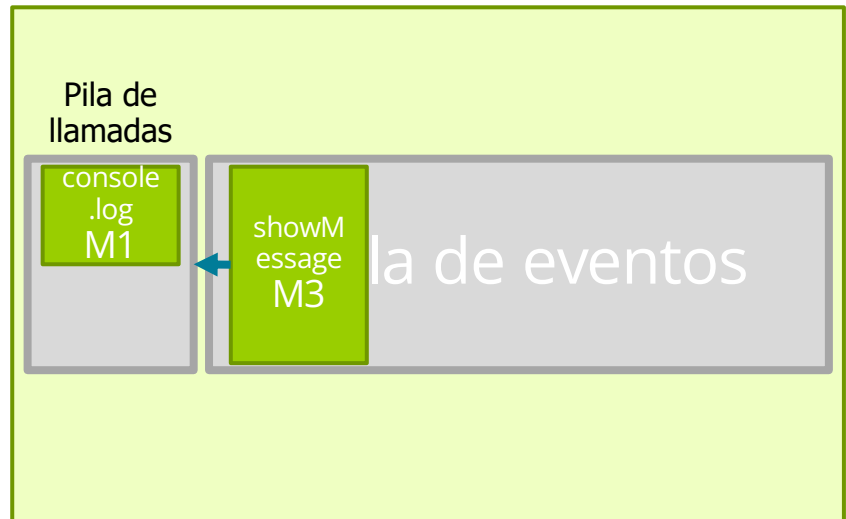 Pila de
llamadas
console
.log
M1
showM
essage
M3
la de eventos